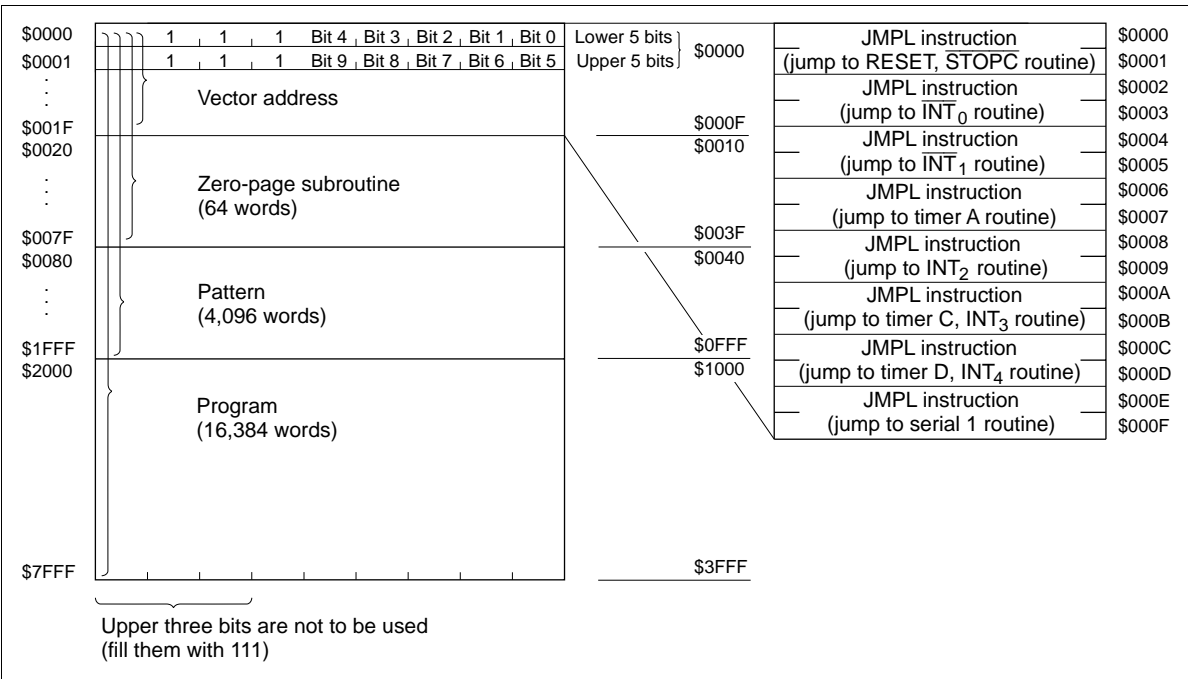 $0000 1 1 1 Bit 4 Bit 3 Bit 2 Bit 1 Bit 0 Lower 5 bits
$0001 1 1 1 Bit 9 Bit 8 Bit 7 Bit 6 Bit 5 Upper 5 bits
$0000
Vector address
$001F
$000F
$0020
$0010
Zero-page subroutine
(64 words)
$007F
$003F
$0080
$0040
Pattern
(4,096 words)
$1FFF
$0FFF
$2000
$1000
Program
(16,384 words)
$7FFF
$3FFF
Upper three bits are not to be used
(fill them with 111)
JMPL instruction $0000
(jump to RESET, STOPC routine) $0001
JMPL instruction $0002
(jump to INT0 routine) $0003
JMPL instruction $0004
(jump to INT1 routine) $0005
JMPL instruction $0006
(jump to timer A routine) $0007
JMPL instruction $0008
(jump to INT2 routine) $0009
JMPL instruction $000A
(jump to timer C, INT3 routine) $000B
JMPL instruction $000C
(jump to timer D, INT4 routine) $000D
JMPL instruction $000E
(jump to serial 1 routine) $000F